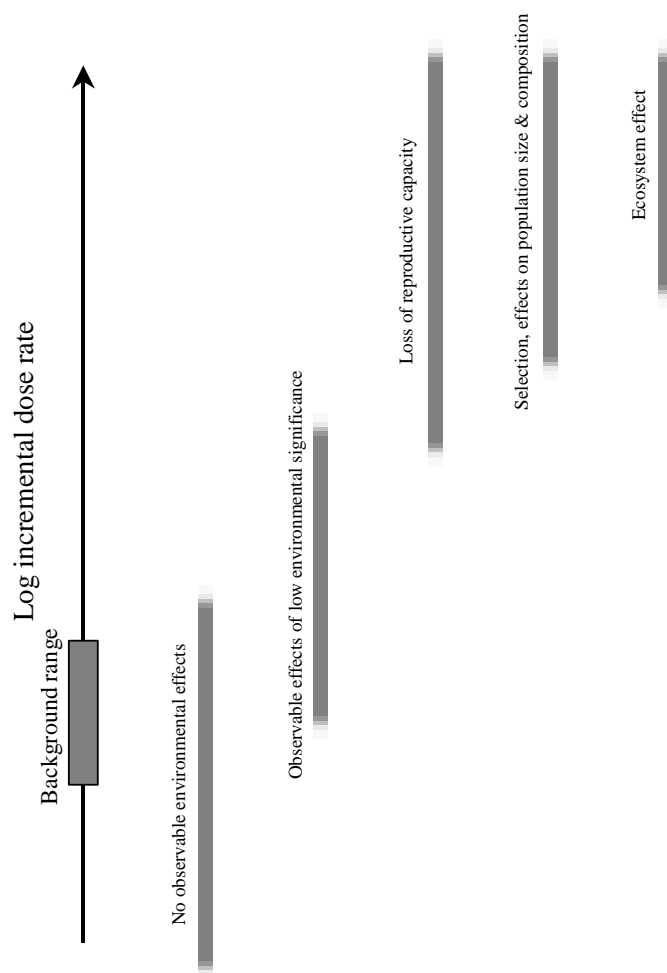 Log incremental dose rate
Background range
No observable environmental effects
Observable effects of low environmental significance
Loss of reproductive capacity
Selection, effects on population size & composition
Ecosystem effect